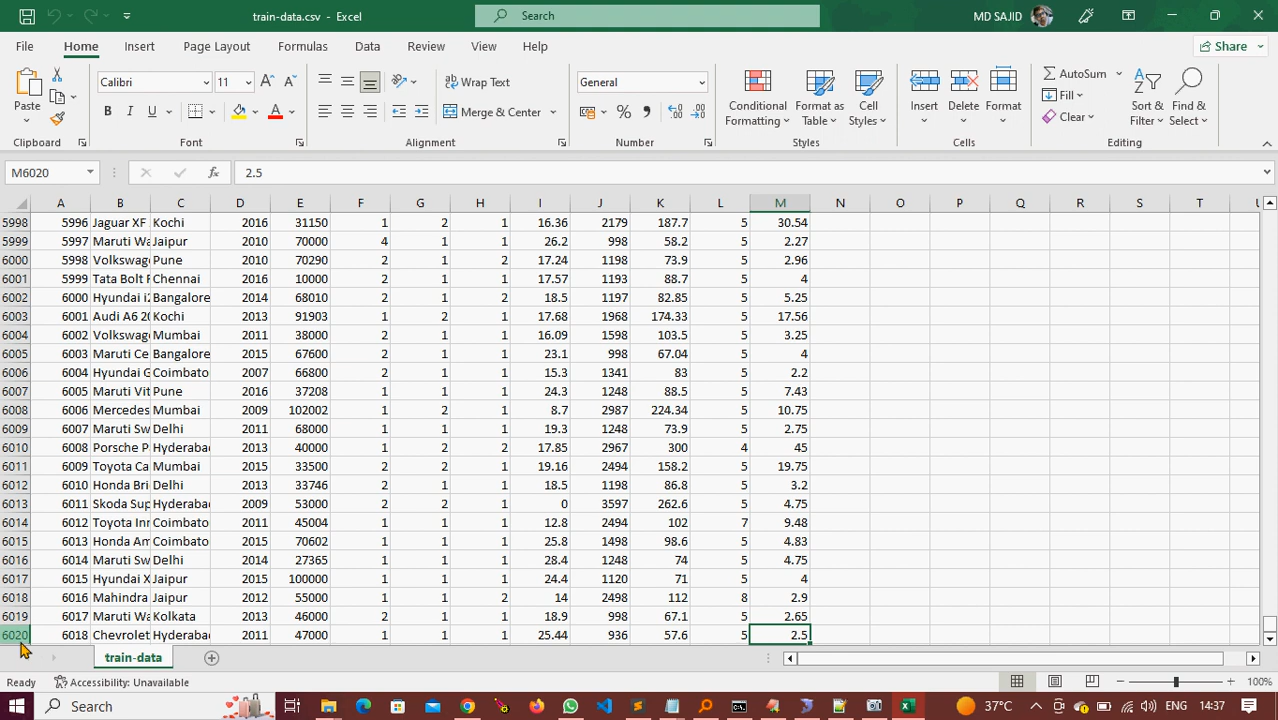 train-data.csv - Excel
Search
MD SAJID
File Home Insert Page Layout Formulas Data Review View Help
Share
Paste
Clipboard
Calibri 11
B I U
Font
Wrap Text
Merge & Center
Alignment
General
Number
Conditional Formatting
Format as Table
Cell Styles
Styles
Insert Delete Format
Cells
AutoSum
Fill
Clear
Sort & Filter
Find & Select
Editing
M6020 2.5
A B C D E F G H I J K L M N O P Q R S T
5998 5996 Jaguar XF Kochi 2016 31150 1 2 1 16.36 2179 187.7 5 30.54
5999 5997 Maruti Wa Jaipur 2010 70000 4 1 1 26.2 998 58.2 5 2.27
6000 5998 Volkswage Pune 2010 70290 2 1 2 17.24 1198 73.9 5 2.96
6001 5999 Tata Bolt R Chennai 2016 10000 2 1 1 17.57 1193 88.7 5 4
6002 6000 Hyundai i2 Bangalore 2014 68010 2 1 2 18.5 1197 82.85 5 5.25
6003 6001 Audi A6 20 Kochi 2013 91903 1 2 1 17.68 1968 174.33 5 17.56
6004 6002 Volkswage Mumbai 2011 38000 2 1 1 16.09 1598 103.5 5 3.25
6005 6003 Maruti Ce Bangalore 2015 67600 2 1 1 23.1 998 67.04 5 4
6006 6004 Hyundai G Coimbato 2007 66800 2 1 1 15.3 1341 83 5 2.2
6007 6005 Maruti Vit Pune 2016 37208 1 1 1 24.3 1248 88.5 5 7.43
6008 6006 Mercedes Mumbai 2009 102002 1 2 1 8.7 2987 224.34 5 10.75
6009 6007 Maruti Sw Delhi 2011 68000 1 1 1 19.3 1248 73.9 5 2.75
6010 6008 Porsche P Hyderaba 2013 40000 1 2 2 17.85 2967 300 4 45
6011 6009 Toyota Ca Mumbai 2015 33500 2 2 1 19.16 2494 158.2 5 19.75
6012 6010 Honda Bri Delhi 2013 33746 2 1 1 18.5 1198 86.8 5 3.2
6013 6011 Skoda Sup Hyderaba 2009 53000 2 2 1 0 3597 262.6 5 4.75
6014 6012 Toyota Inn Coimbato 2011 45004 1 1 1 12.8 2494 102 7 9.48
6015 6013 Honda Am Coimbato 2015 70602 1 1 1 25.8 1498 98.6 5 4.83
6016 6014 Maruti Sw Delhi 2014 27365 1 1 1 28.4 1248 74 5 4.75
6017 6015 Hyundai X Jaipur 2015 100000 1 1 1 24.4 1120 71 5 4
6018 6016 Mahindra Jaipur 2012 55000 1 1 2 14 2498 112 8 2.9
6019 6017 Maruti Wa Kolkata 2013 46000 2 1 1 18.9 998 67.1 5 2.65
6020 6018 Chevrolet Hyderaba 2011 47000 1 1 1 25.44 936 57.6 5 2.5
train-data
Ready Accessibility: Unavailable 100%
Search
37°C
14:37